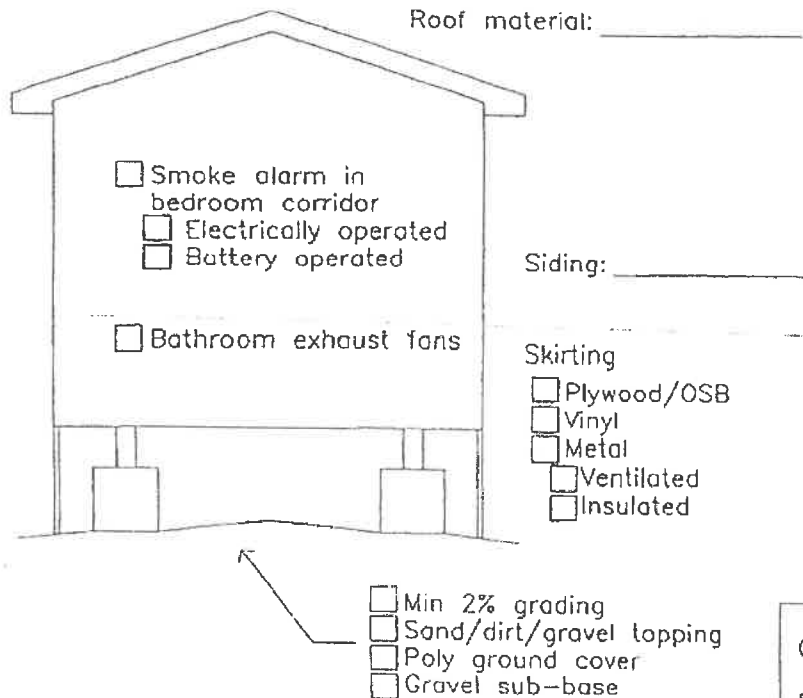 Roof material:
Smoke alarm in
bedroom corridor
Electrically operated
Battery operated
Siding:
Bathroom exhaust fans
Skirting
Plywood/OSB
Vinyl
Metal
Ventilated
Insulated
Min 2% grading
Sand/dirt/gravel topping
Poly ground cover
Gravel sub-base